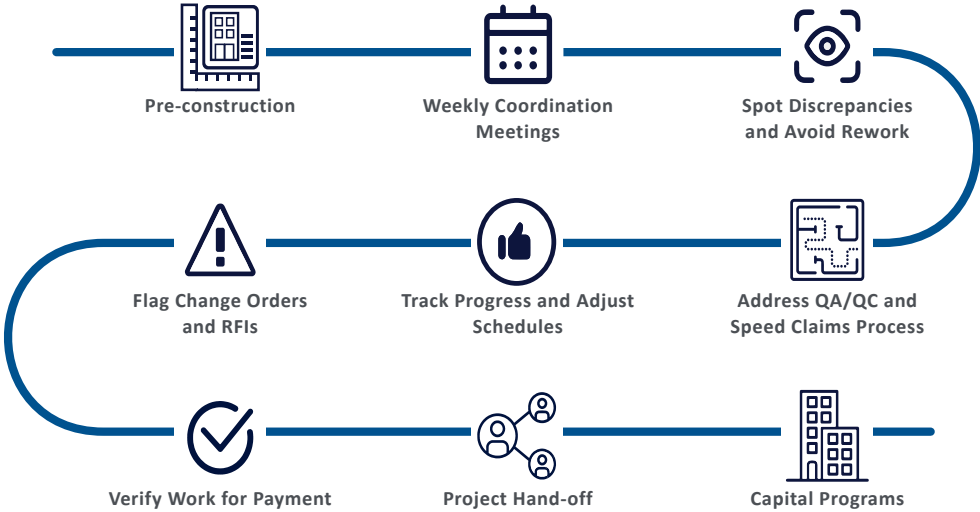 Pre-construction
Weekly Coordination
Meetings
Spot Discrepancies
and Avoid Rework
Flag Change Orders
and RFIs
Track Progress and Adjust
Schedules
Address QA/QC and
Speed Claims Process
Verify Work for Payment
Project Hand-off
Capital Programs